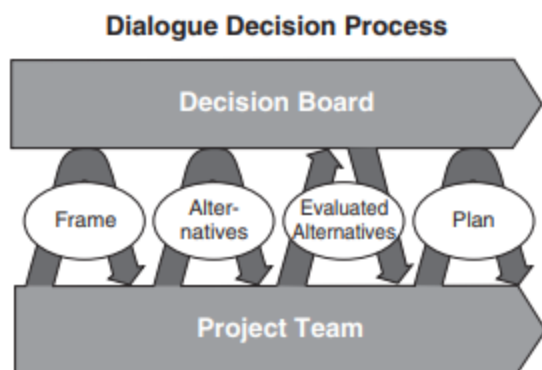 Dialogue Decision Process
Decision Board
Frame
Alter-
natives
Evaluated
Alternatives
Plan
Project Team